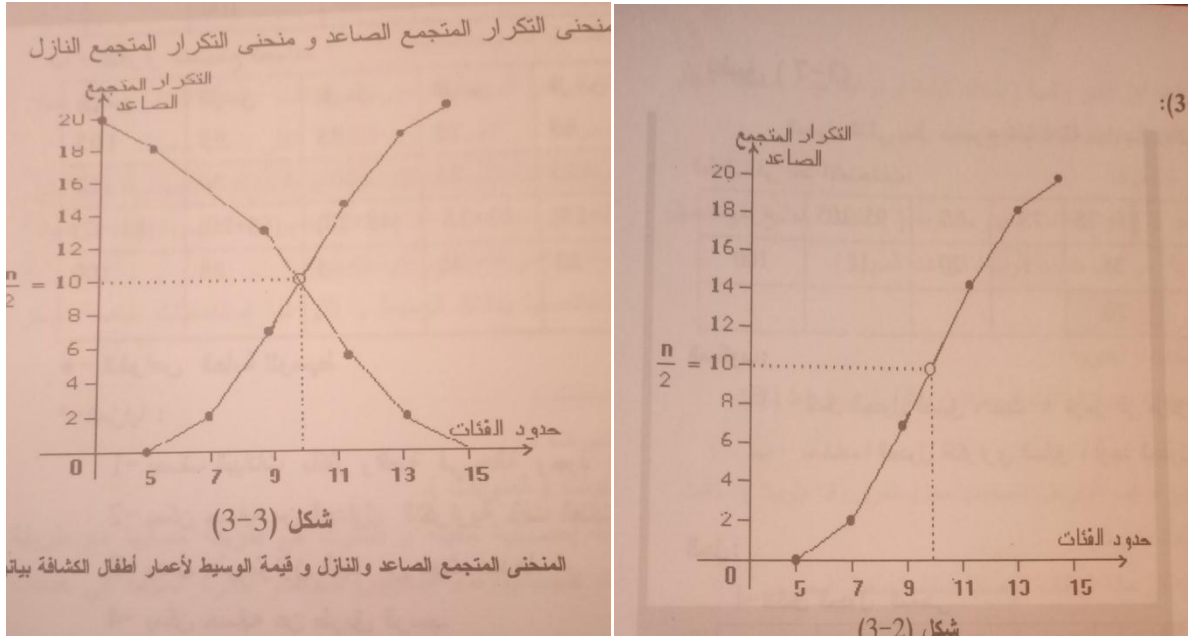 منحنى التكرار المتجمع الصاعد و منحنى التكرار المتجمع النازل
التكرار المتجمع
الصاعد
20
18
16
14
12
n/2 = 10
8
6
4
2
0
5 7 9 11 13 15
حدود الفئات
شكل (3-3)
المنحنى المتجمع الصاعد والنازل و قيمة الوسيط لأعمار أطفال الكشافة
3):
التكرار المتجمع
الصاعد
20
18
16
14
12
n/2 = 10
8
6
4
2
0
5 7 9 11 13 15
حدود الفئات
شكل (3-2)